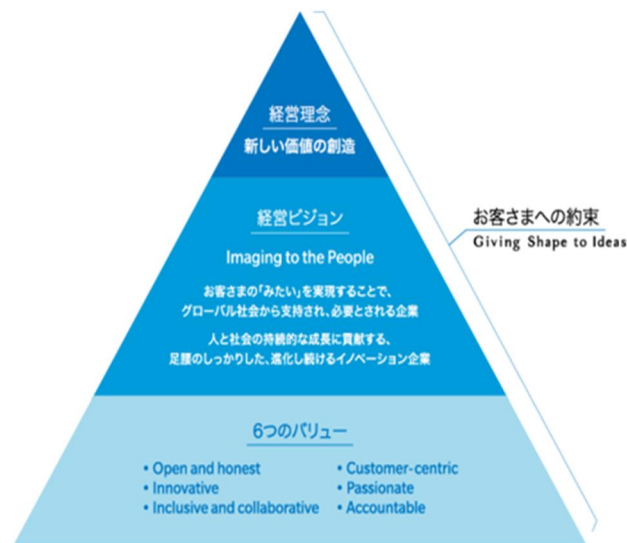 経営理念
新しい価値の創造
経営ビジョン
Imaging to the People
お客さまの「みたい」を実現することで、
グローバル社会から支持され、必要とされる企業
人と社会の持続的な成長に貢献する、
足腰のしっかりした、進化し続けるイノベーション企業
お客さまへの約束
Giving Shape to Ideas
6つのバリュー
• Open and honest
• Innovative
• Inclusive and collaborative
• Customer-centric
• Passionate
• Accountable